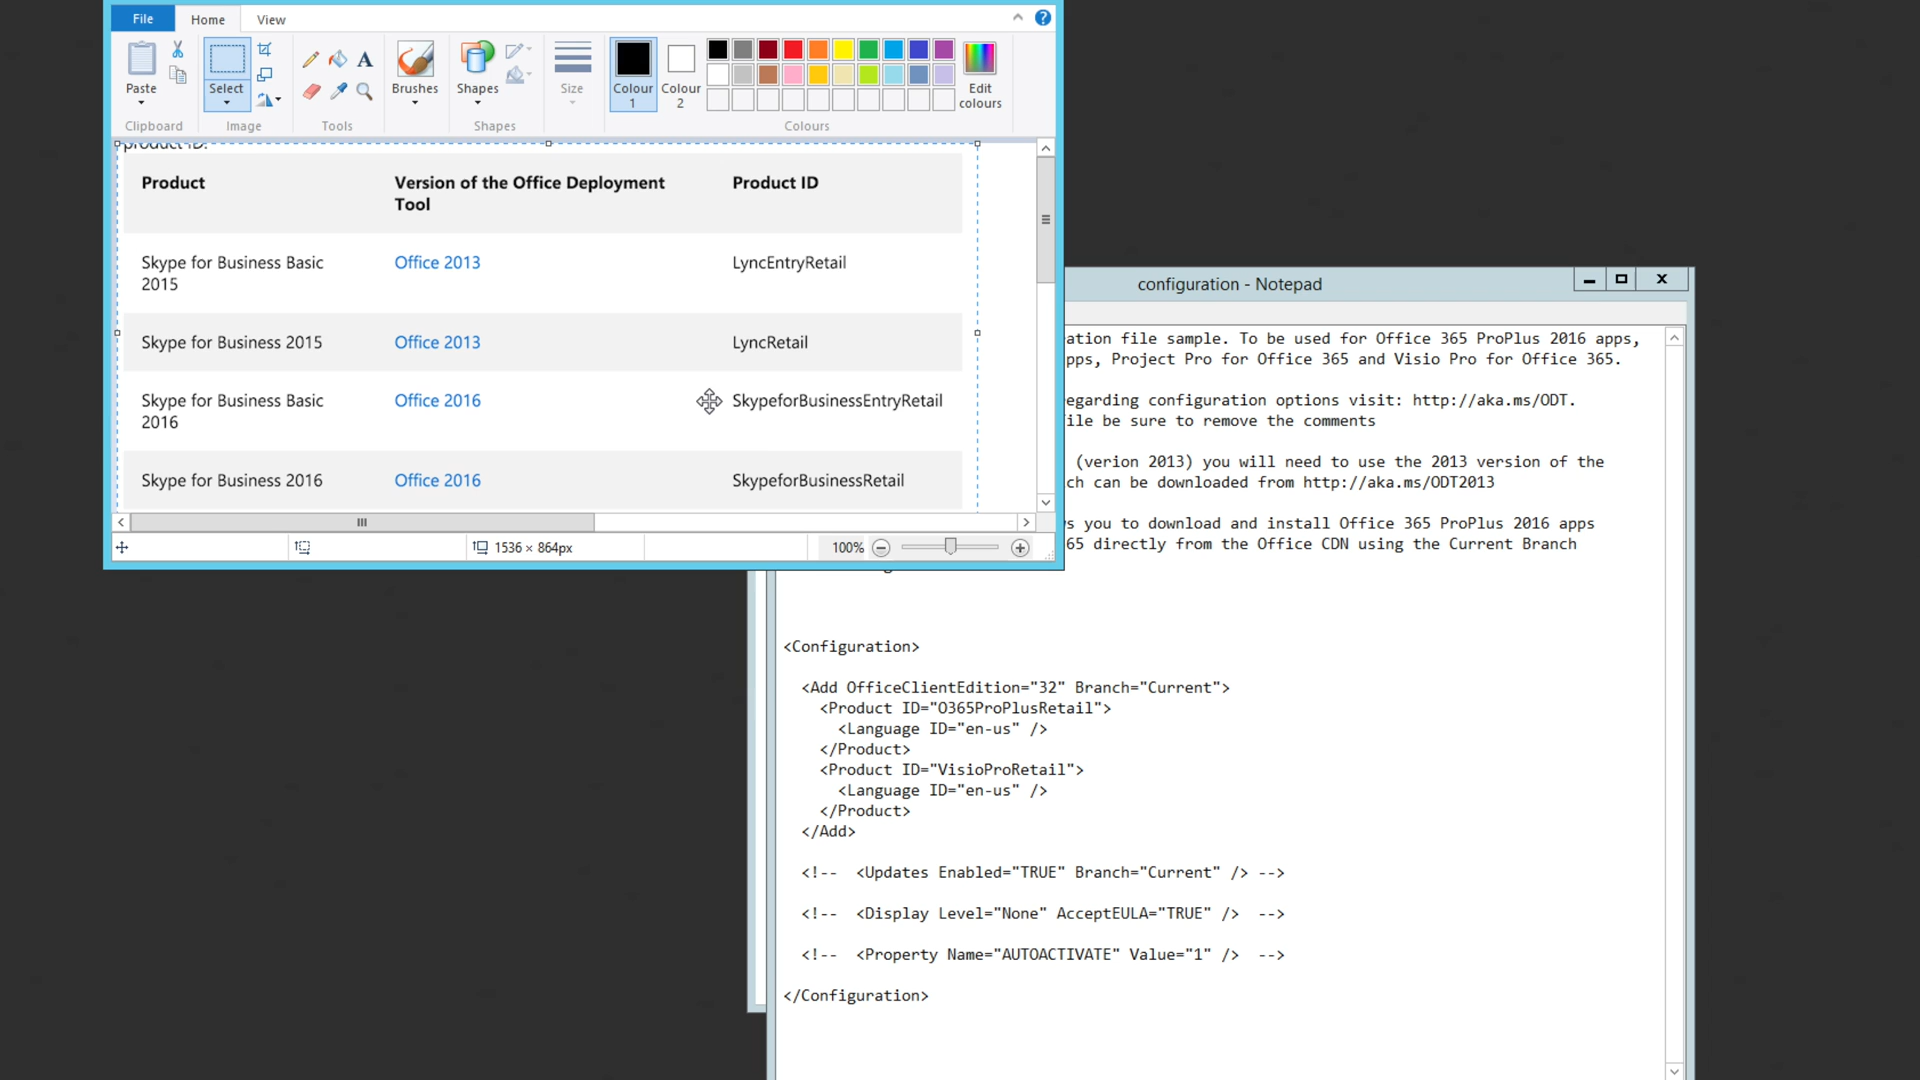 File Home View
Paste
Select
Brushes
Shapes
Size
Colour 1
Colour 2
Edit colours
Clipboard Image Tools Shapes Colours
product ID:
Product Version of the Office Deployment Tool Product ID
Skype for Business Basic 2015 Office 2013 LyncEntryRetail
Skype for Business 2015 Office 2013 LyncRetail
Skype for Business Basic 2016 Office 2016 SkypeforBusinessEntryRetail
Skype for Business 2016 Office 2016 SkypeforBusinessRetail
1536 × 864px
100%
configuration - Notepad
ation file sample. To be used for Office 365 ProPlus 2016 apps,
pps, Project Pro for Office 365 and Visio Pro for Office 365.
egarding configuration options visit: http://aka.ms/ODT.
ile be sure to remove the comments
(verion 2013) you will need to use the 2013 version of the
ch can be downloaded from http://aka.ms/ODT2013
s you to download and install Office 365 ProPlus 2016 apps
65 directly from the Office CDN using the Current Branch
<Configuration>
<Add OfficeClientEdition="32" Branch="Current">
<Product ID="O365ProPlusRetail">
<Language ID="en-us" />
</Product>
<Product ID="VisioProRetail">
<Language ID="en-us" />
</Product>
</Add>
<!-- <Updates Enabled="TRUE" Branch="Current" /> -->
<!-- <Display Level="None" AcceptEULA="TRUE" /> -->
<!-- <Property Name="AUTOACTIVATE" Value="1" /> -->
</Configuration>